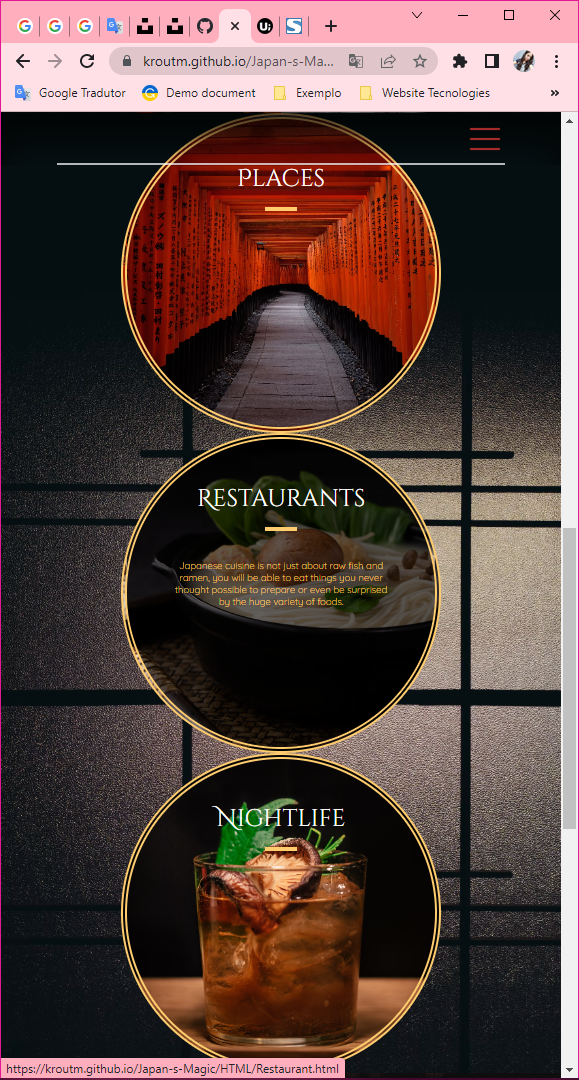 kroutm.github.io/Japan-s-Ma...
Google Tradutor
Demo document
Exemplo
Website Tecnologies
»
PLACES
RESTAURANTS
Japanese cuisine is not just about raw fish and
ramen, you will be able to eat things you never
thought possible to prepare or even be surprised
by the huge variety of foods.
NIGHTLIFE
https://kroutm.github.io/Japan-s-Magic/HTML/Restaurant.html